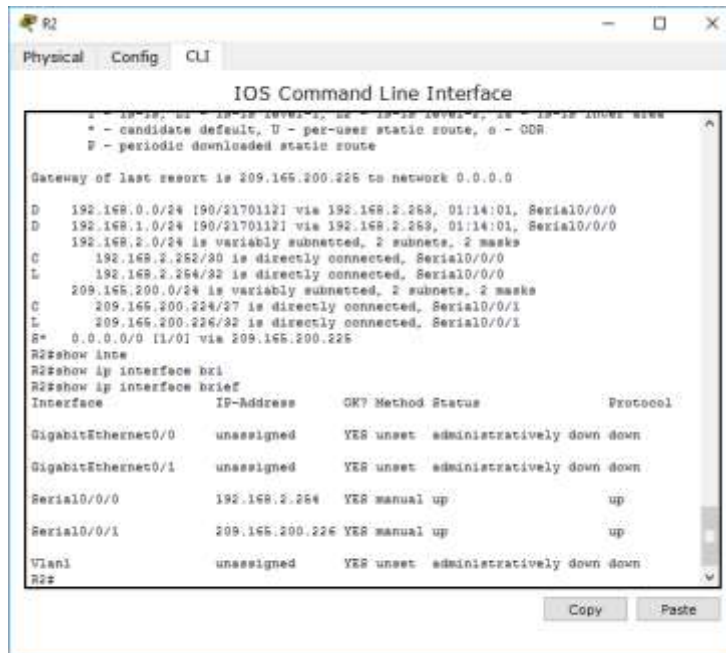 R2
Physical Config CLI
IOS Command Line Interface
* - candidate default, U - per-user static route, o - ODR
P - periodic downloaded static route
Gateway of last resort is 209.165.200.225 to network 0.0.0.0
D 192.168.0.0/24 [90/2170112] via 192.168.2.253, 01:14:01, Serial0/0/0
D 192.168.1.0/24 [90/2170112] via 192.168.2.253, 01:14:01, Serial0/0/0
192.168.2.0/24 is variably subnetted, 2 subnets, 2 masks
C 192.168.2.252/30 is directly connected, Serial0/0/0
L 192.168.2.254/32 is directly connected, Serial0/0/0
209.165.200.0/24 is variably subnetted, 2 subnets, 2 masks
C 209.165.200.224/27 is directly connected, Serial0/0/1
L 209.165.200.226/32 is directly connected, Serial0/0/1
S* 0.0.0.0/0 [1/0] via 209.165.200.225
R2#show inte
R2#show ip interface bri
R2#show ip interface brief
Interface IP-Address OK? Method Status Protocol
GigabitEthernet0/0 unassigned YES unset administratively down down
GigabitEthernet0/1 unassigned YES unset administratively down down
Serial0/0/0 192.168.2.254 YES manual up up
Serial0/0/1 209.165.200.226 YES manual up up
Vlan1 unassigned YES unset administratively down down
R2#
Copy Paste